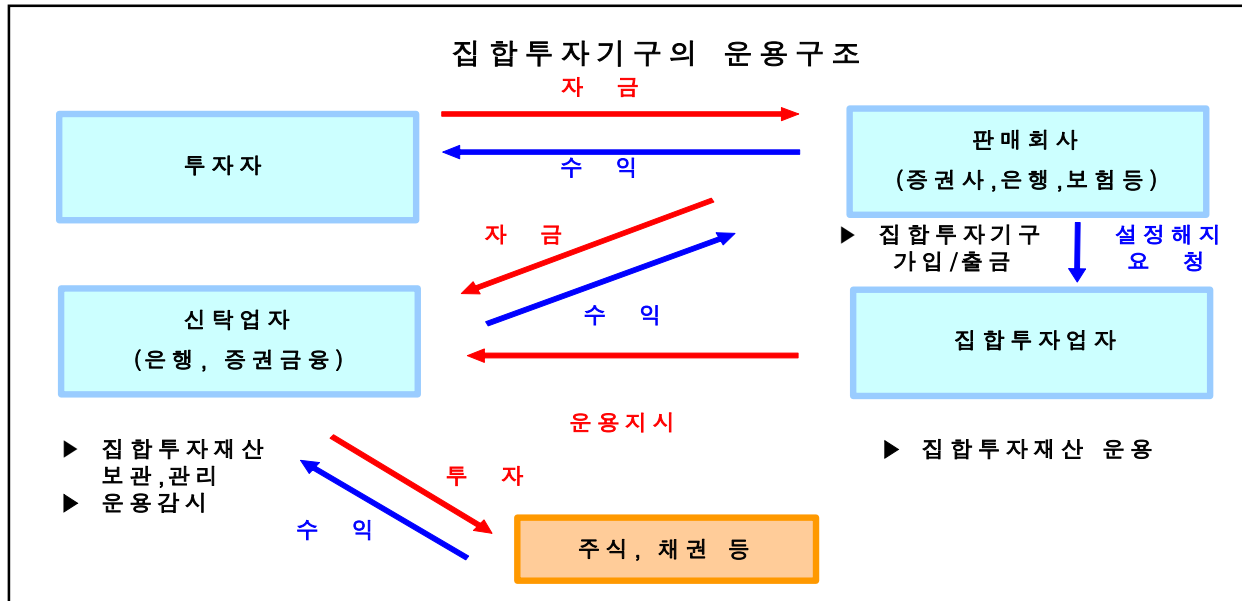 집합투자기구의 운용구조
자 금
투자자
수 익
판매회사
(증권사,은행,보험등)
자 금
▶ 집합투자기구
가입/출금
설정해지
요 청
신탁업자
(은행, 증권금융)
수 익
집합투자업자
운용지시
▶ 집합투자재산
보관,관리
▶ 운용감시
▶ 집합투자재산 운용
투 자
수 익
주식, 채권 등